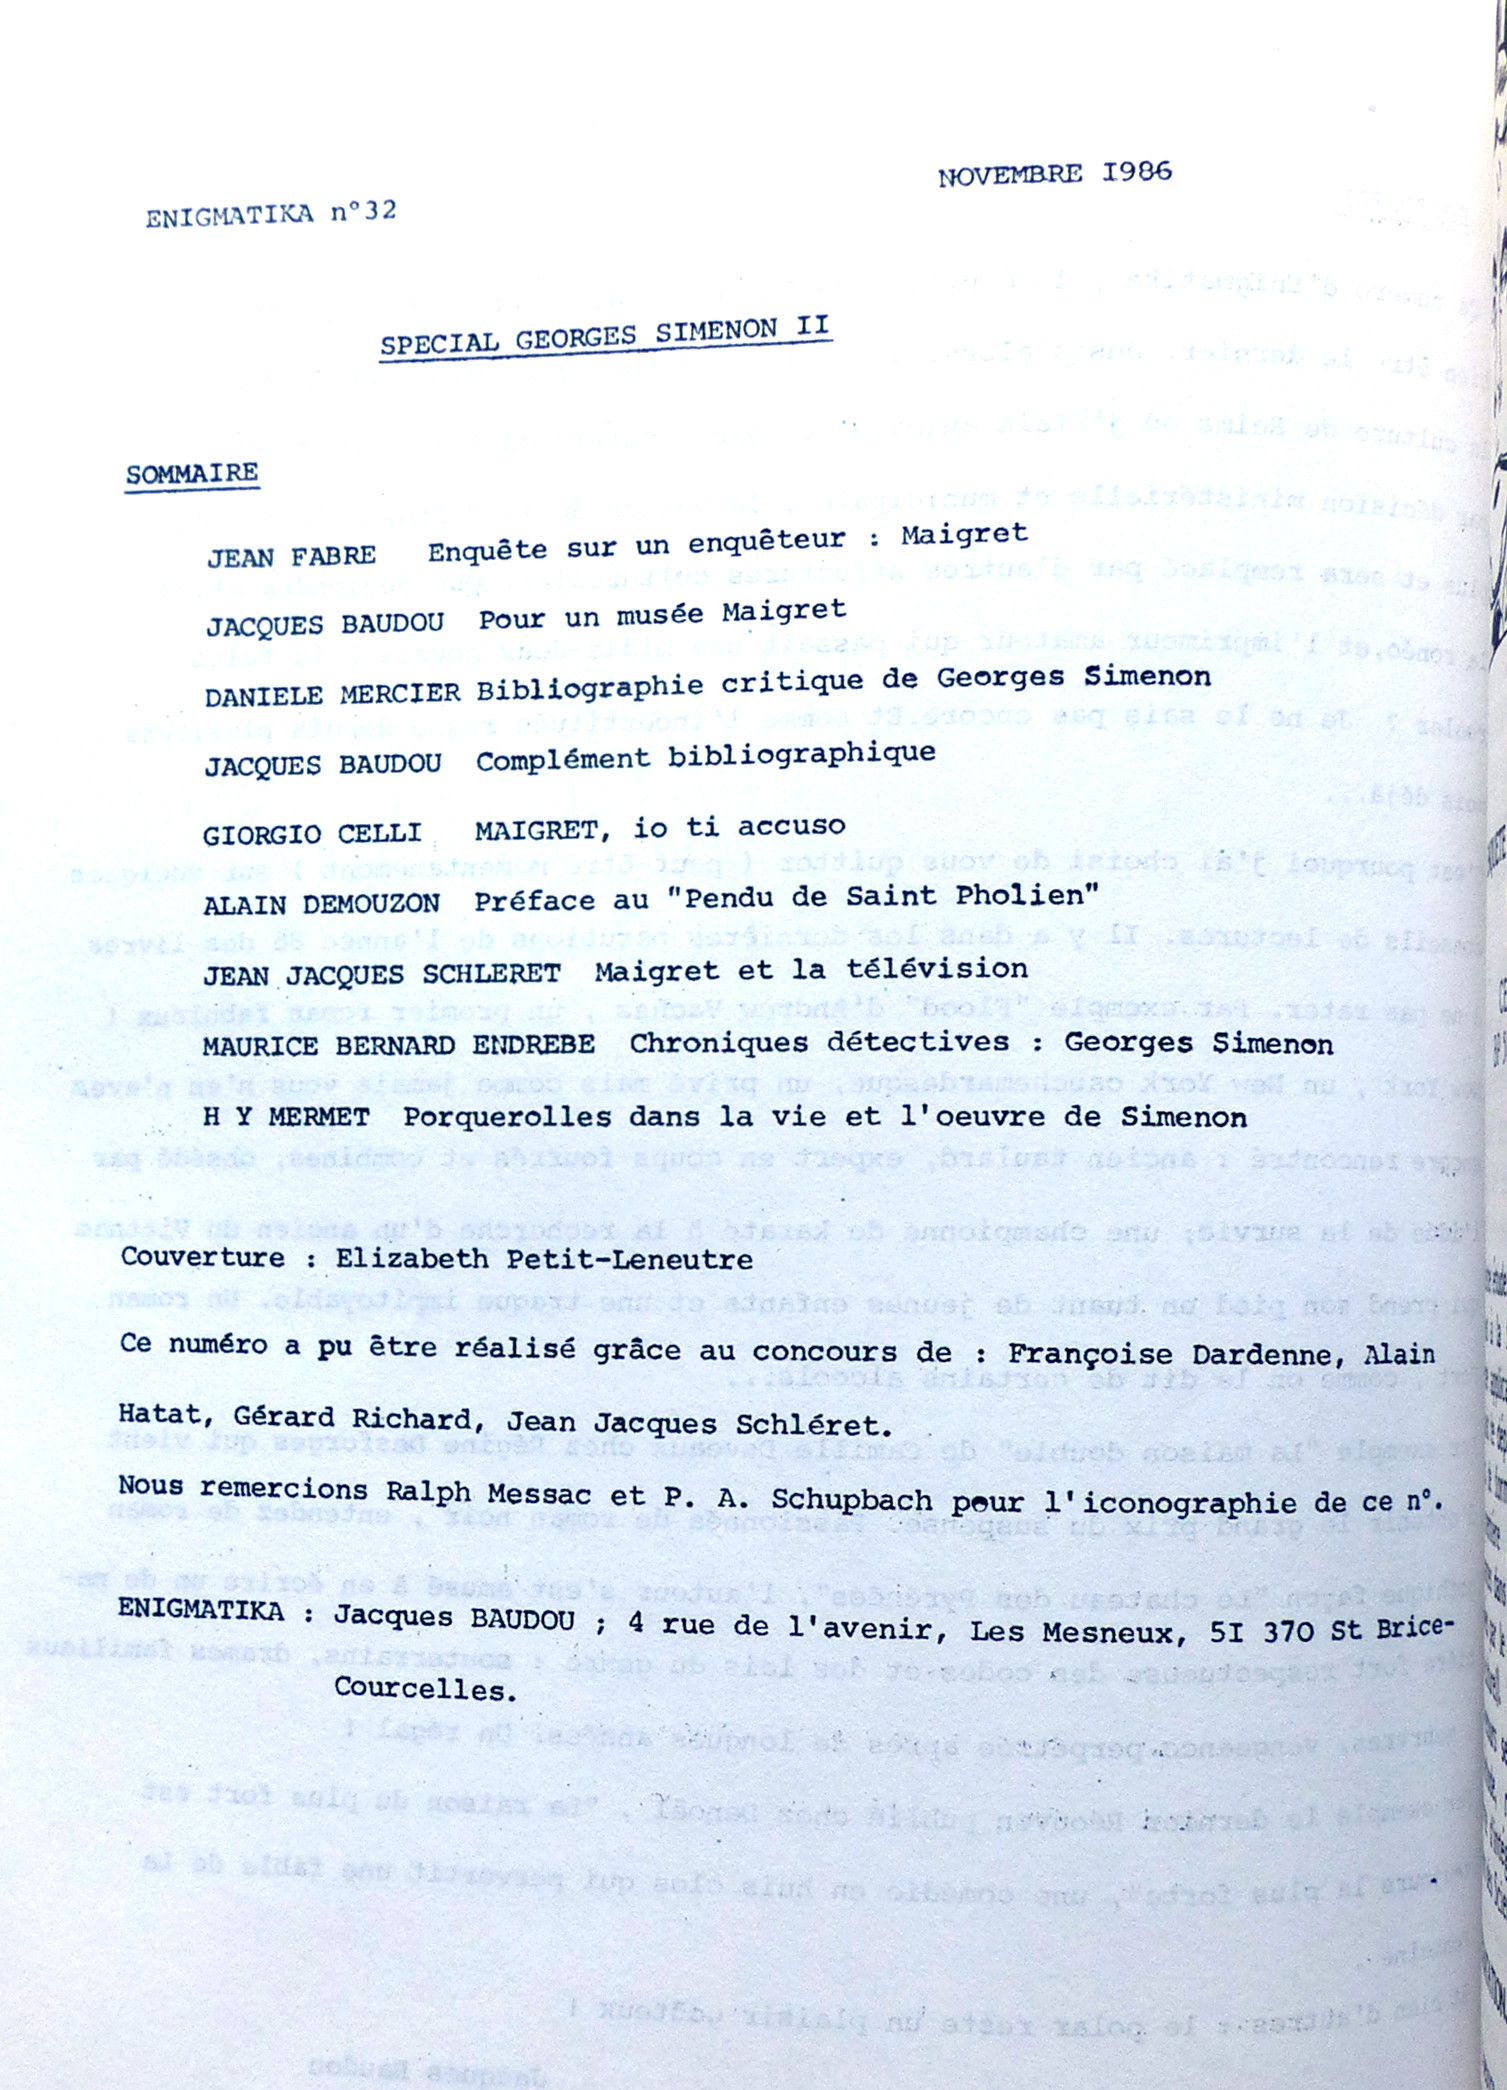 NOVEMBRE I986
ENIGMATIKA n°32
SPECIAL GEORGES SIMENON II
SOMMAIRE
JEAN FABRE Enquête sur un enquêteur : Maigret
JACQUES BAUDOU Pour un musée Maigret
DANIELE MERCIER Bibliographie critique de Georges Simenon
JACQUES BAUDOU Complément bibliographique
GIORGIO CELLI MAIGRET, io ti accuso
ALAIN DEMOUZON Préface au "Pendu de Saint Pholien"
JEAN JACQUES SCHLERET Maigret et la télévision
MAURICE BERNARD ENDREBE Chroniques détectives : Georges Simenon
H Y MERMET Porquerolles dans la vie et l'oeuvre de Simenon
Couverture : Elizabeth Petit-Leneutre
Ce numéro a pu être réalisé grâce au concours de : Françoise Dardenne, Alain
Hatat, Gérard Richard, Jean Jacques Schléret.
Nous remercions Ralph Messac et P. A. Schupbach pour l'iconographie de ce n°.
ENIGMATIKA : Jacques BAUDOU ; 4 rue de l'avenir, Les Mesneux, 5I 370 St Brice-
Courcelles.